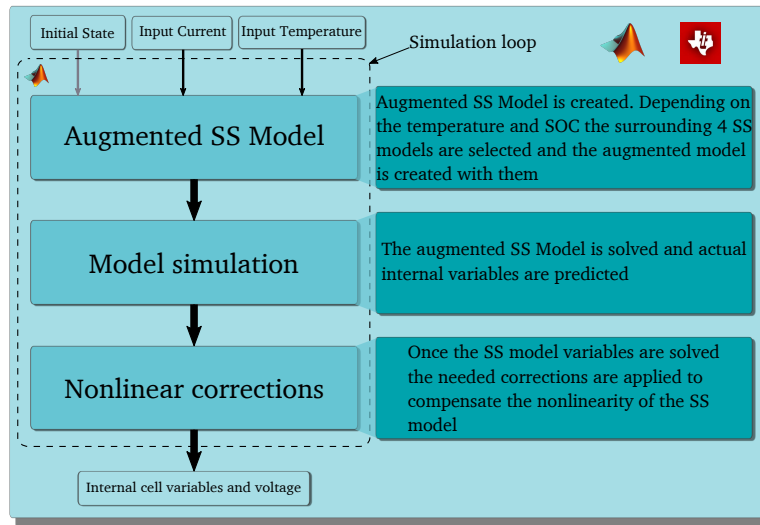 Initial State
Input Current
Input Temperature
Simulation loop
Augmented SS Model
Augmented SS Model is created. Depending on
the temperature and SOC the surrounding 4 SS
models are selected and the augmented model
is created with them
Model simulation
The augmented SS Model is solved and actual
internal variables are predicted
Nonlinear corrections
Once the SS model variables are solved
the needed corrections are applied to
compensate the nonlinearity of the SS
model
Internal cell variables and voltage